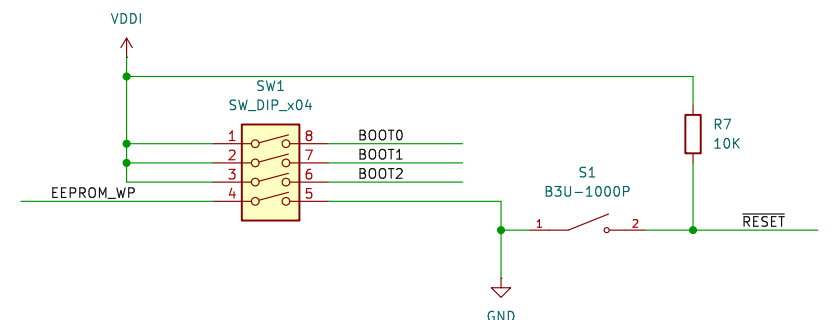 VDDI
SW1
SW_DIP_x04
1 8 BOOT0
2 7 BOOT1
3 6 BOOT2
EEPROM_WP 4 5
R7
10K
S1
B3U-1000P
1 2
RESET
GND